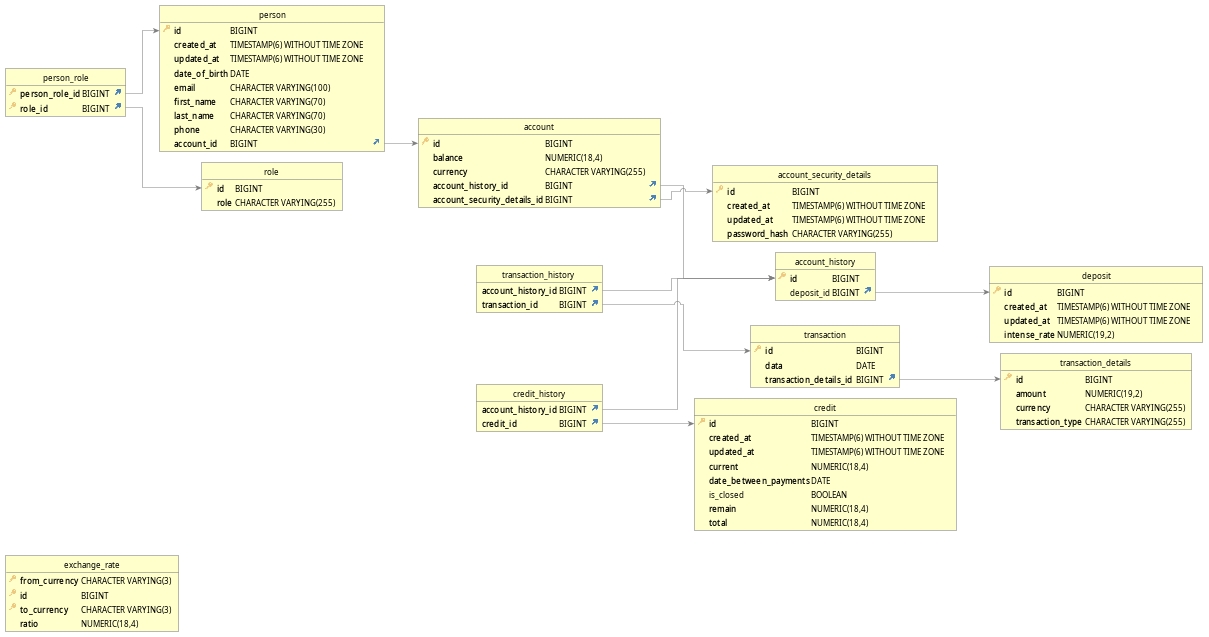 person
id BIGINT
created_at TIMESTAMP(6) WITHOUT TIME ZONE
updated_at TIMESTAMP(6) WITHOUT TIME ZONE
date_of_birth DATE
email CHARACTER VARYING(100)
first_name CHARACTER VARYING(70)
last_name CHARACTER VARYING(70)
phone CHARACTER VARYING(30)
account_id BIGINT
person_role
person_role_id BIGINT
role_id BIGINT
role
id BIGINT
role CHARACTER VARYING(255)
account
id BIGINT
balance NUMERIC(18,4)
currency CHARACTER VARYING(255)
account_history_id BIGINT
account_security_details_id BIGINT
account_security_details
id BIGINT
created_at TIMESTAMP(6) WITHOUT TIME ZONE
updated_at TIMESTAMP(6) WITHOUT TIME ZONE
password_hash CHARACTER VARYING(255)
transaction_history
account_history_id BIGINT
transaction_id BIGINT
account_history
id BIGINT
deposit_id BIGINT
deposit
id BIGINT
created_at TIMESTAMP(6) WITHOUT TIME ZONE
updated_at TIMESTAMP(6) WITHOUT TIME ZONE
intense_rate NUMERIC(19,2)
transaction
id BIGINT
data DATE
transaction_details_id BIGINT
transaction_details
id BIGINT
amount NUMERIC(19,2)
currency CHARACTER VARYING(255)
transaction_type CHARACTER VARYING(255)
credit_history
account_history_id BIGINT
credit_id BIGINT
credit
id BIGINT
created_at TIMESTAMP(6) WITHOUT TIME ZONE
updated_at TIMESTAMP(6) WITHOUT TIME ZONE
current NUMERIC(18,4)
date_between_payments DATE
is_closed BOOLEAN
remain NUMERIC(18,4)
total NUMERIC(18,4)
exchange_rate
from_currency CHARACTER VARYING(3)
id BIGINT
to_currency CHARACTER VARYING(3)
ratio NUMERIC(18,4)